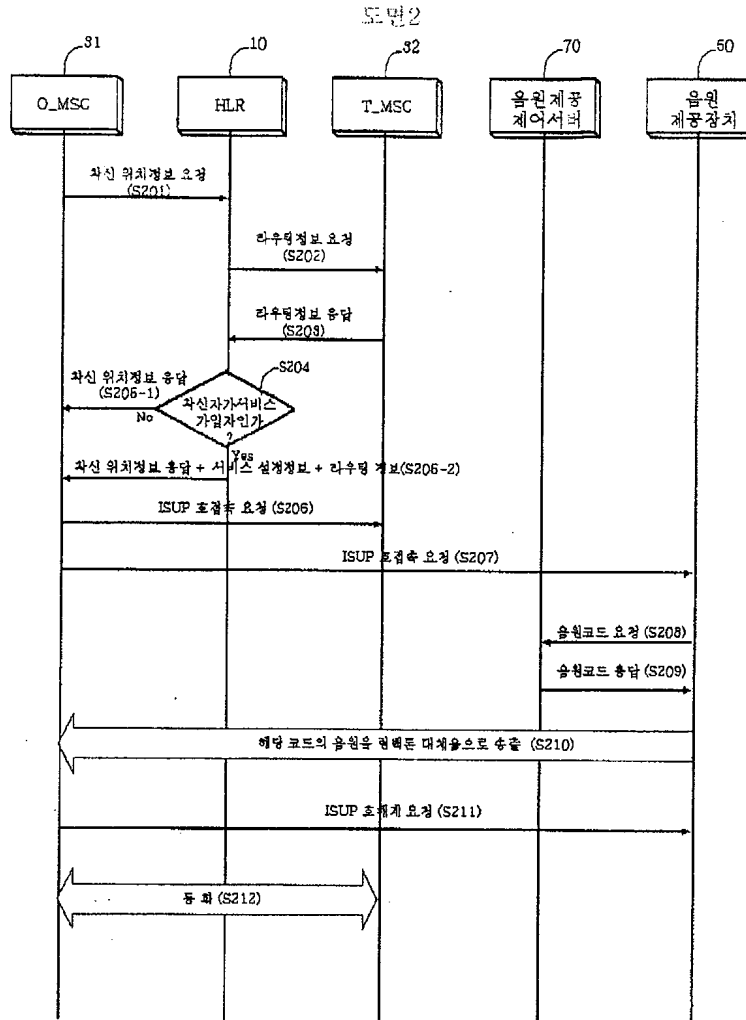 도면2
31
10
32
70
50
O_MSC
HLR
T_MSC
음원제공
제어서버
음원
제공장치
착신 위치정보 요청
(S201)
라우팅정보 요청
(S202)
라우팅정보 응답
(S203)
S204
착신 위치정보 응답
(S205-1)
No
착신자가서비스
가입자인가
?
Yes
착신 위치정보 응답 + 서비스 설정정보 + 라우팅 정보(S205-2)
ISUP 호접속 요청(S206)
ISUP 호접속 요청(S207)
음원코드 요청(S208)
음원코드 응답(S209)
해당 코드의 음원을 링백톤 대체음으로 송출 (S210)
ISUP 호해제 요청(S211)
통 화(S212)